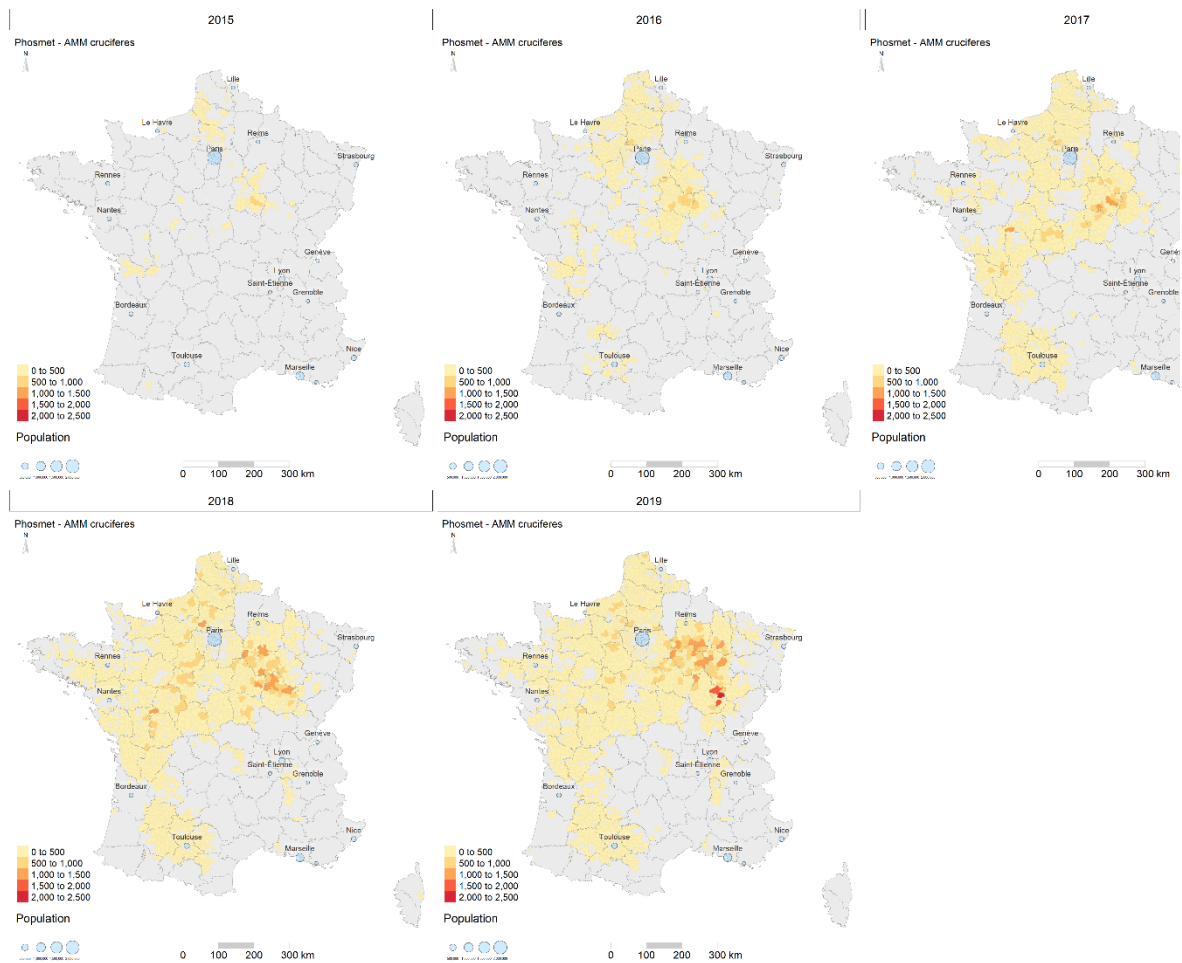 2015
Phosmet - AMM cruciferes
N
Lille
Le Havre
Reims
Paris
Strasbourg
Rennes
Nantes
Genève
Lyon
Saint-Étienne
Grenoble
Bordeaux
Nice
Toulouse
Marseille
0 to 500
500 to 1,000
1,000 to 1,500
1,500 to 2,000
2,000 to 2,500
Population
0 100 200 300 km
2016
Phosmet - AMM cruciferes
N
Lille
Le Havre
Reims
Paris
Strasbourg
Rennes
Nantes
Genève
Lyon
Saint-Étienne
Grenoble
Bordeaux
Nice
Toulouse
Marseille
0 to 500
500 to 1,000
1,000 to 1,500
1,500 to 2,000
2,000 to 2,500
Population
0 100 200 300 km
2017
Phosmet - AMM cruciferes
N
Lille
Le Havre
Reims
Paris
Rennes
Nantes
Genève
Lyon
Saint-Étienne
Grenoble
Bordeaux
Toulouse
Marseille
0 to 500
500 to 1,000
1,000 to 1,500
1,500 to 2,000
2,000 to 2,500
Population
0 100 200 300 km
2018
Phosmet - AMM cruciferes
N
Lille
Le Havre
Reims
Paris
Strasbourg
Rennes
Nantes
Genève
Lyon
Saint-Étienne
Grenoble
Bordeaux
Nice
Toulouse
Marseille
0 to 500
500 to 1,000
1,000 to 1,500
1,500 to 2,000
2,000 to 2,500
Population
0 100 200 300 km
2019
Phosmet - AMM cruciferes
N
Lille
Le Havre
Reims
Paris
Strasbourg
Rennes
Nantes
Genève
Lyon
Saint-Étienne
Grenoble
Bordeaux
Nice
Toulouse
Marseille
0 to 500
500 to 1,000
1,000 to 1,500
1,500 to 2,000
2,000 to 2,500
Population
0 100 200 300 km